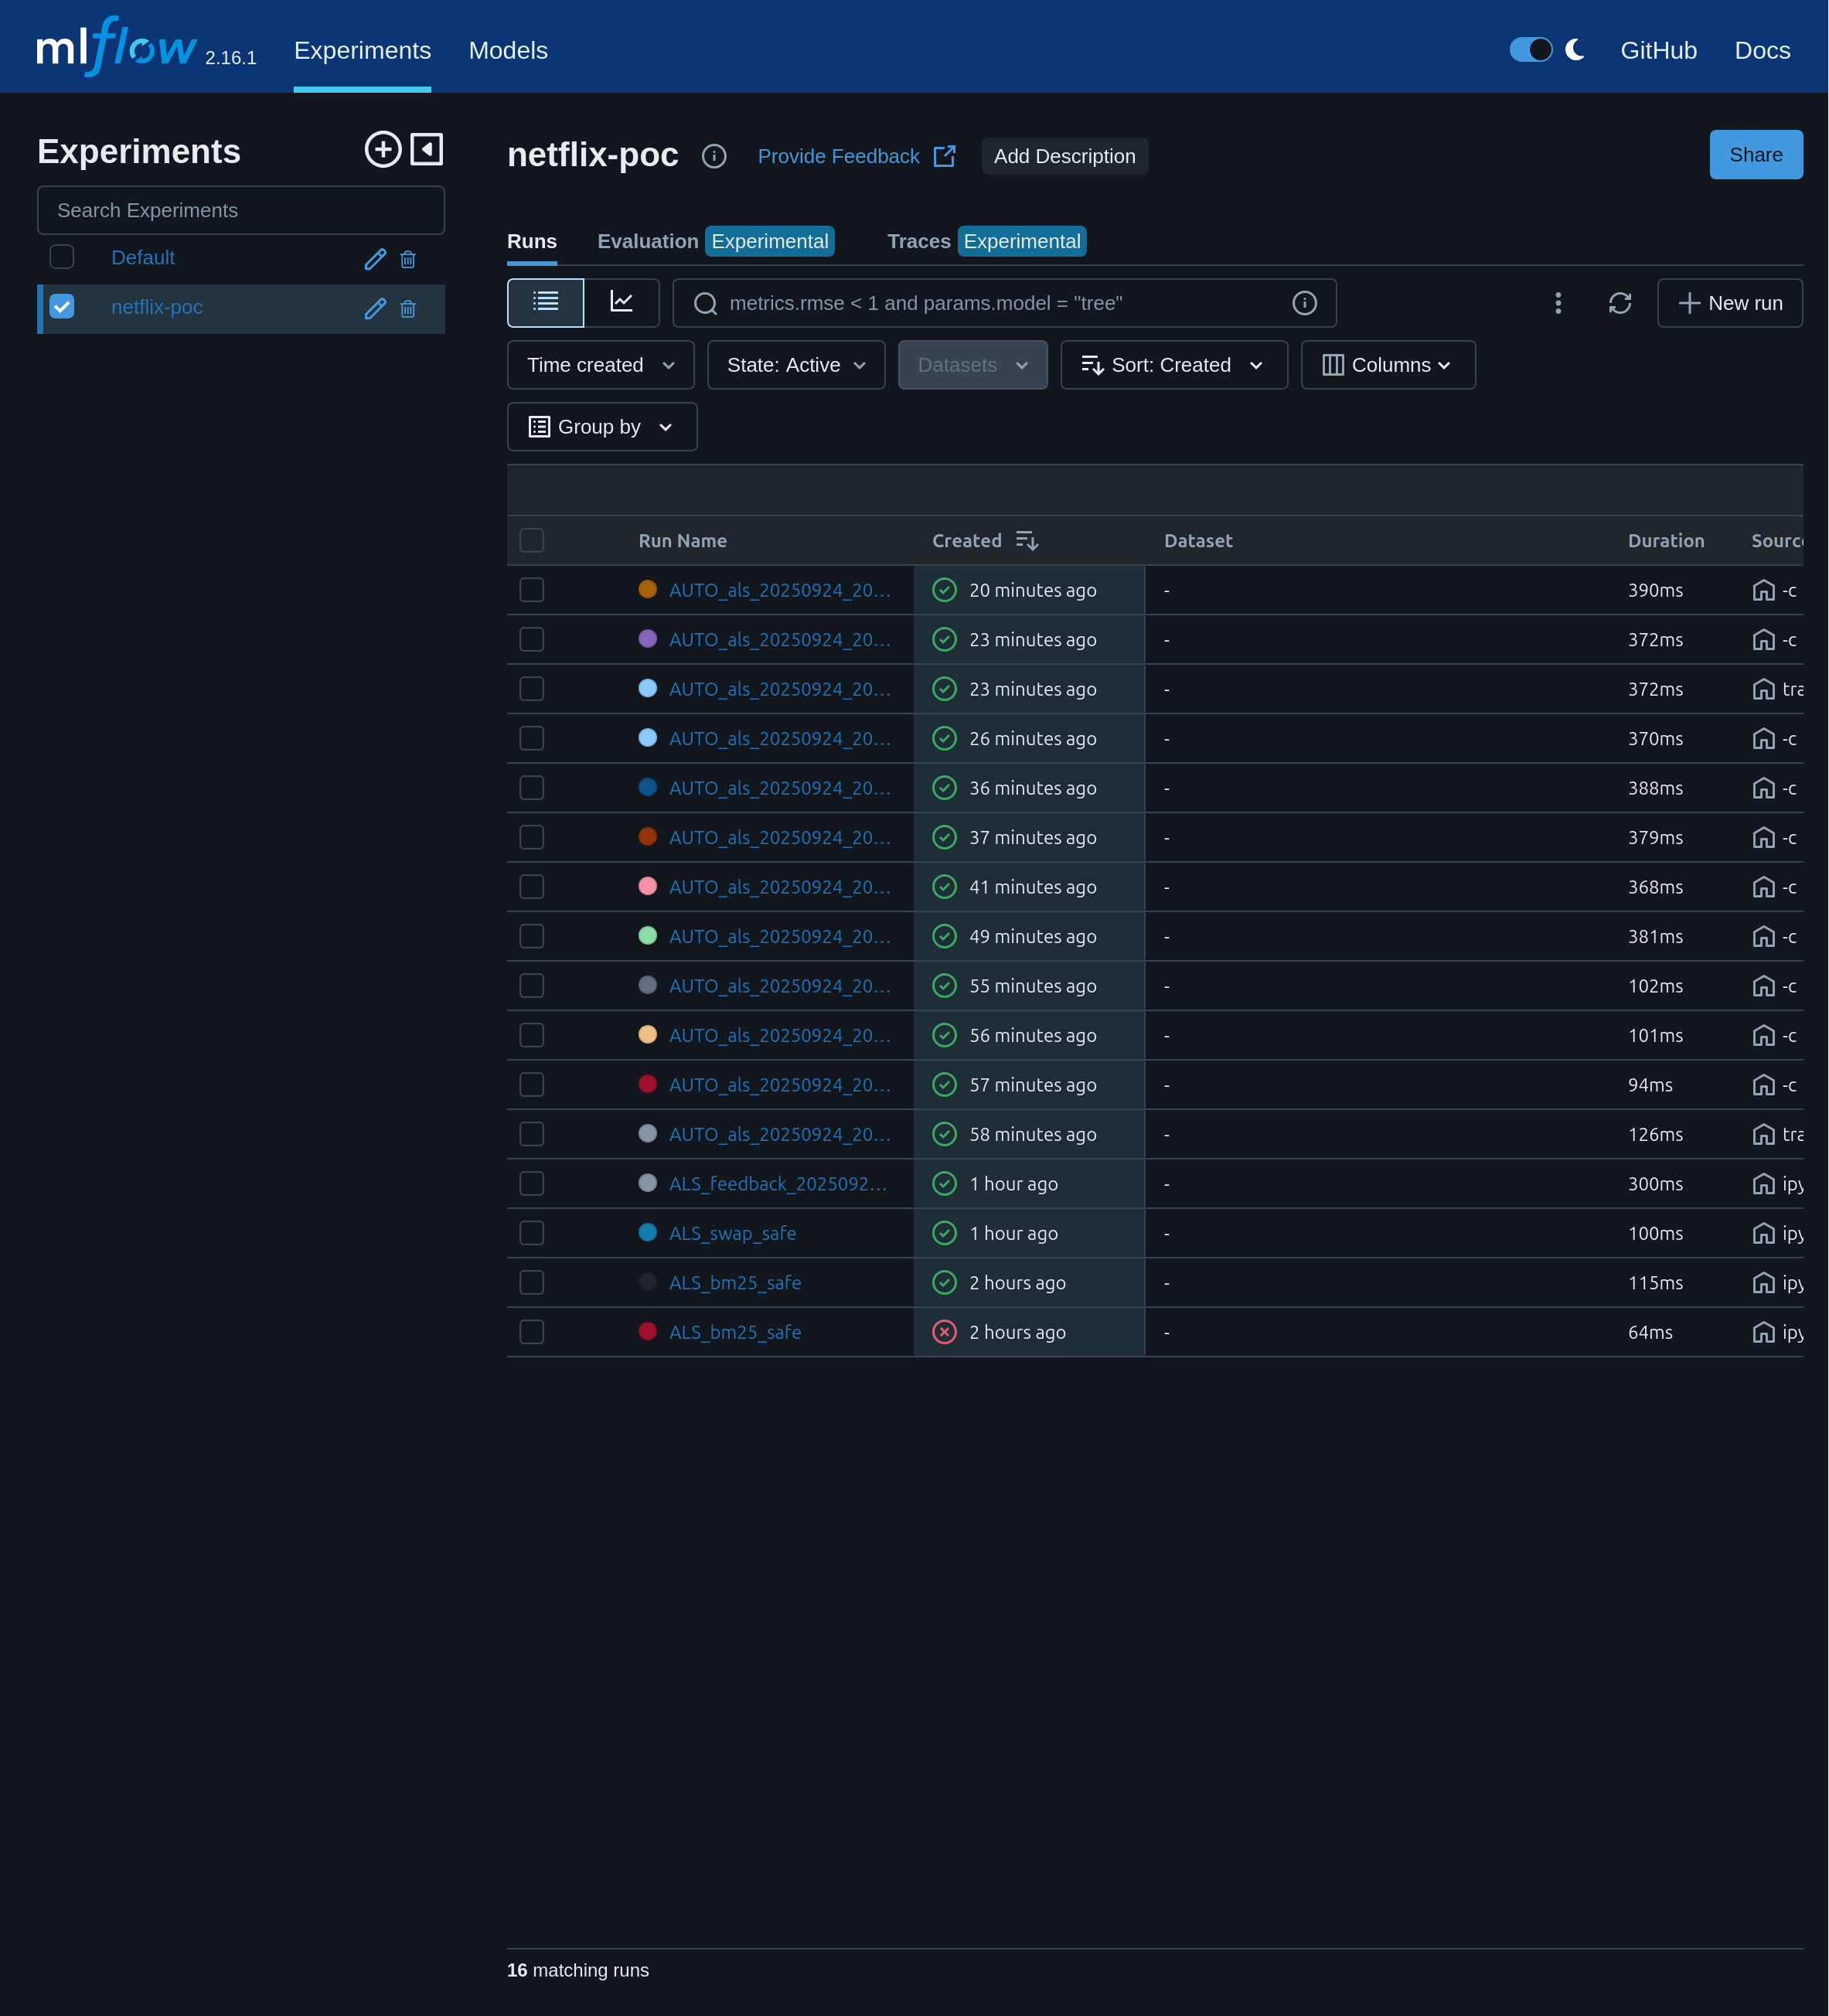 mlflow 2.16.1 Experiments Models GitHub Docs
Experiments
Search Experiments
Default
netflix-poc
netflix-poc Provide Feedback Add Description Share
Runs Evaluation Experimental Traces Experimental
metrics.rmse < 1 and params.model = "tree" New run
Time created State: Active Datasets Sort: Created Columns
Group by
Run Name Created Dataset Duration Source
AUTO_als_20250924_20... 20 minutes ago - 390ms -c
AUTO_als_20250924_20... 23 minutes ago - 372ms -c
AUTO_als_20250924_20... 23 minutes ago - 372ms tra
AUTO_als_20250924_20... 26 minutes ago - 370ms -c
AUTO_als_20250924_20... 36 minutes ago - 388ms -c
AUTO_als_20250924_20... 37 minutes ago - 379ms -c
AUTO_als_20250924_20... 41 minutes ago - 368ms -c
AUTO_als_20250924_20... 49 minutes ago - 381ms -c
AUTO_als_20250924_20... 55 minutes ago - 102ms -c
AUTO_als_20250924_20... 56 minutes ago - 101ms -c
AUTO_als_20250924_20... 57 minutes ago - 94ms -c
AUTO_als_20250924_20... 58 minutes ago - 126ms tra
ALS_feedback_2025092... 1 hour ago - 300ms ipy
ALS_swap_safe 1 hour ago - 100ms ipy
ALS_bm25_safe 2 hours ago - 115ms ipy
ALS_bm25_safe 2 hours ago - 64ms ipy
16 matching runs